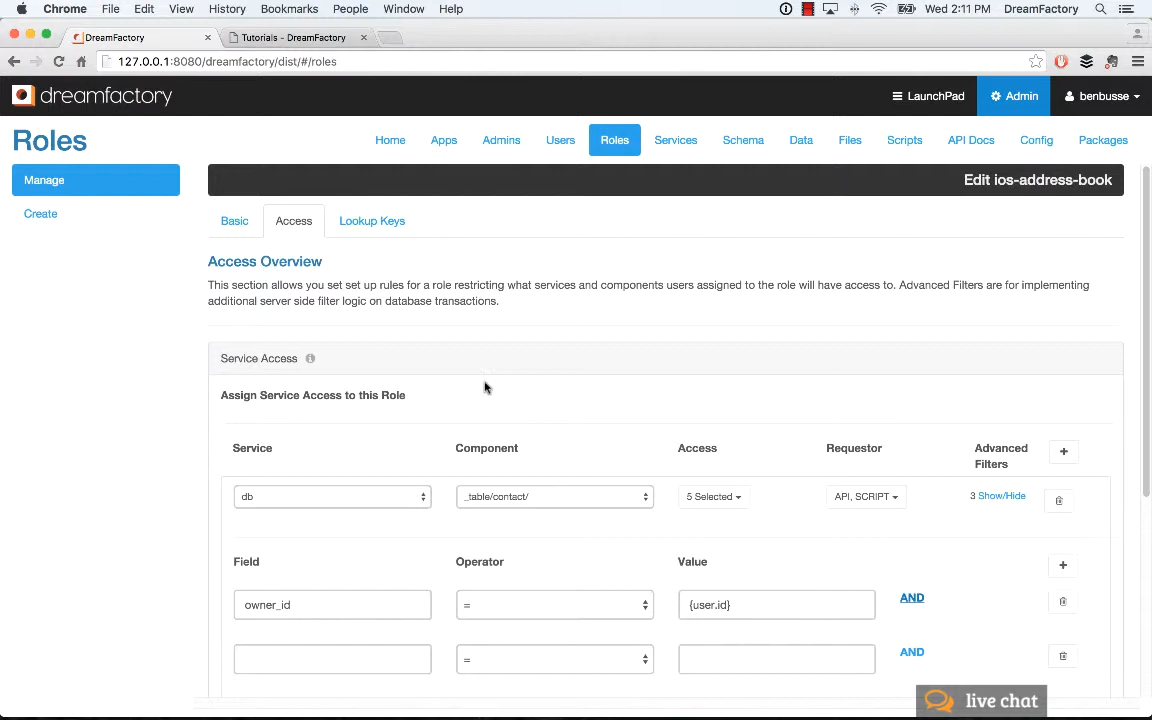 Chrome File Edit View History Bookmarks People Window Help Wed 2:11 PM DreamFactory
DreamFactory Tutorials - DreamFactory
127.0.0.1:8080/dreamfactory/dist/#/roles
dreamfactory LaunchPad Admin benbusse
Roles Home Apps Admins Users Roles Services Schema Data Files Scripts API Docs Config Packages
Manage
Create
Edit ios-address-book
Basic Access Lookup Keys
Access Overview
This section allows you set set up rules for a role restricting what services and components users assigned to the role will have access to. Advanced Filters are for implementing
additional server side filter logic on database transactions.
Service Access
Assign Service Access to this Role
Service Component Access Requestor Advanced
Filters
db _table/contact/ 5 Selected API, SCRIPT 3 Show/Hide
Field Operator Value
owner_id = {user.id} AND
= AND
live chat